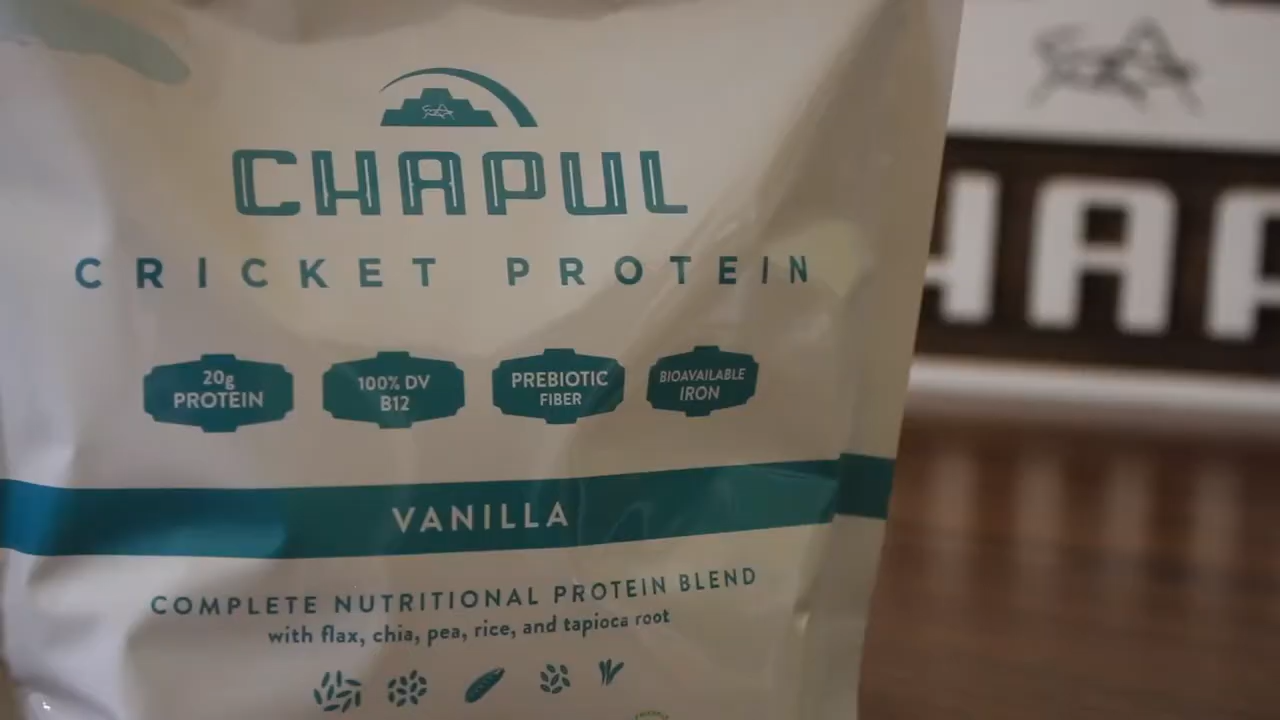 CHAPUL
CRICKET PROTEIN
20g
PROTEIN
100% DV
B12
PREBIOTIC
FIBER
BIOAVAILABLE
IRON
VANILLA
COMPLETE NUTRITIONAL PROTEIN BLEND
with flax, chia, pea, rice, and tapioca root
HAP